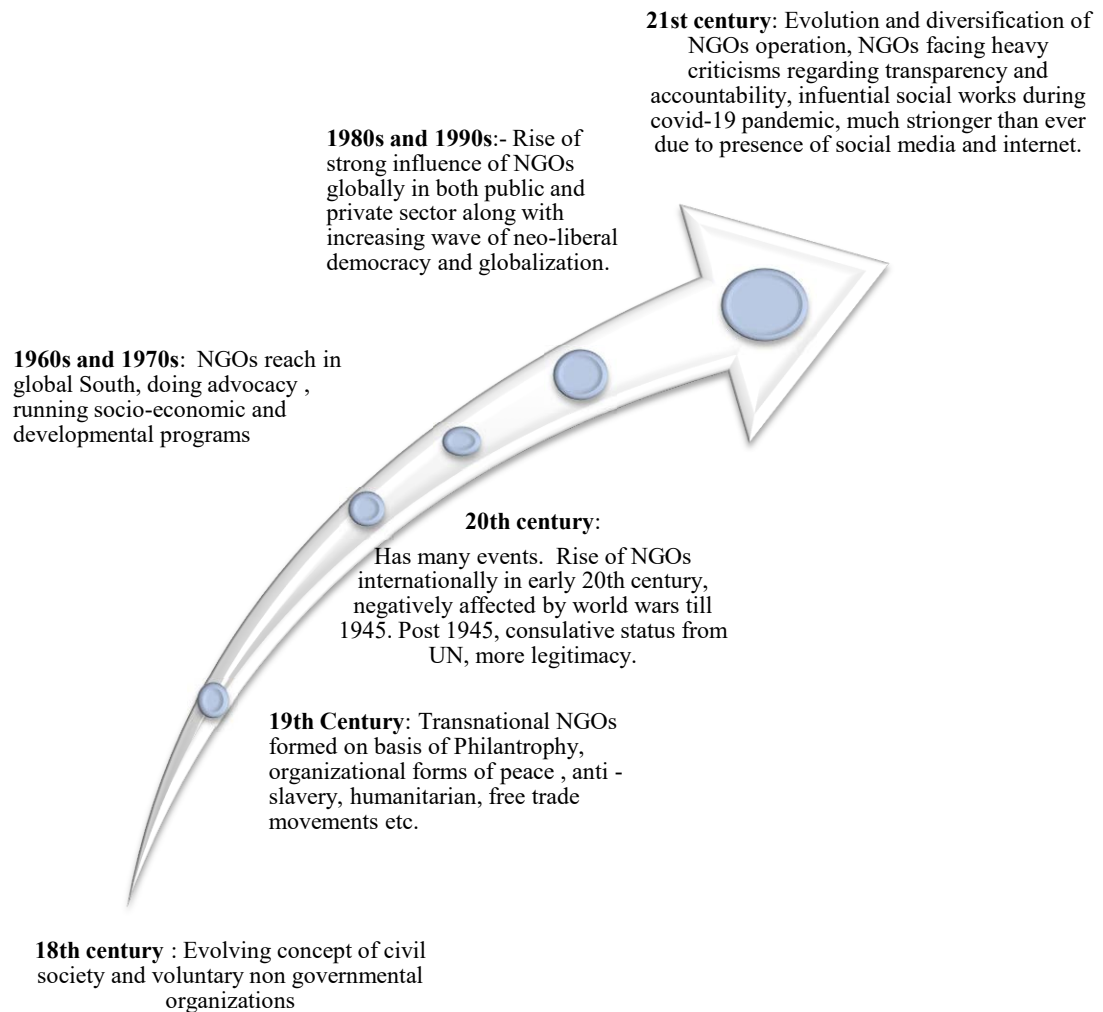 21st century: Evolution and diversification of
NGOs operation, NGOs facing heavy
criticisms regarding transparency and
accountability, infuential social works during
covid-19 pandemic, much strionger than ever
due to presence of social media and internet.
1980s and 1990s:- Rise of
strong influence of NGOs
globally in both public and
private sector along with
increasing wave of neo-liberal
democracy and globalization.
1960s and 1970s:  NGOs reach in
global South, doing advocacy ,
running socio-economic and
developmental programs
20th century:
Has many events.  Rise of NGOs
internationally in early 20th century,
negatively affected by world wars till
1945. Post 1945, consulative status from
UN, more legitimacy.
19th Century: Transnational NGOs
formed on basis of Philantrophy,
organizational forms of peace , anti -
slavery, humanitarian, free trade
movements etc.
18th century : Evolving concept of civil
society and voluntary non governmental
organizations